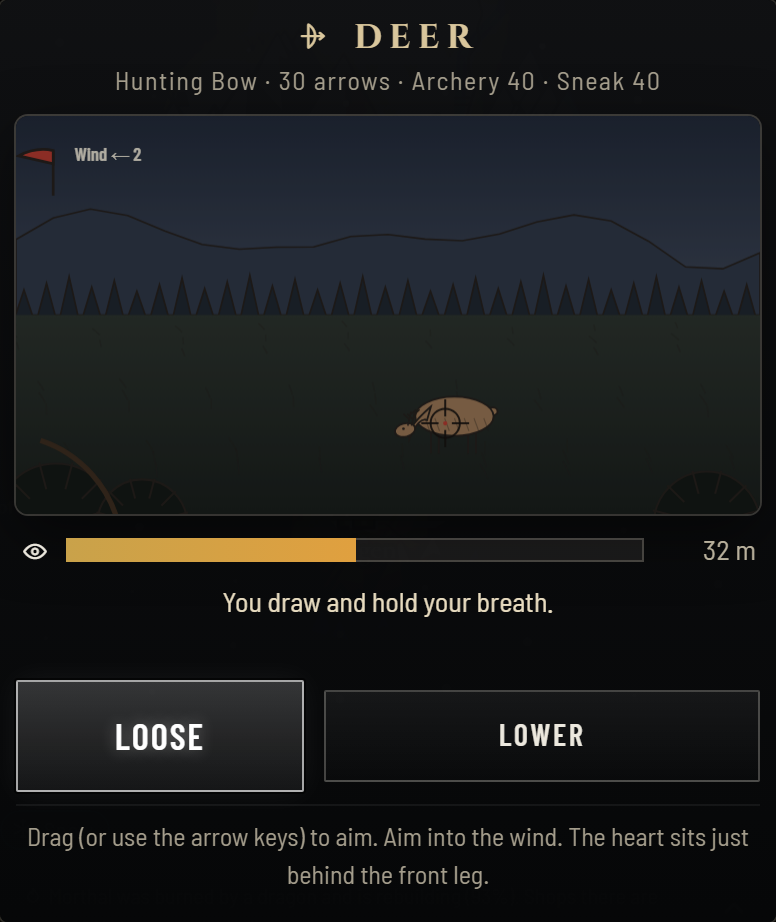 DEER
Hunting Bow · 30 arrows · Archery 40 · Sneak 40
Wind ← 2
32 m
You draw and hold your breath.
LOOSE
LOWER
Drag (or use the arrow keys) to aim. Aim into the wind. The heart sits just
behind the front leg.